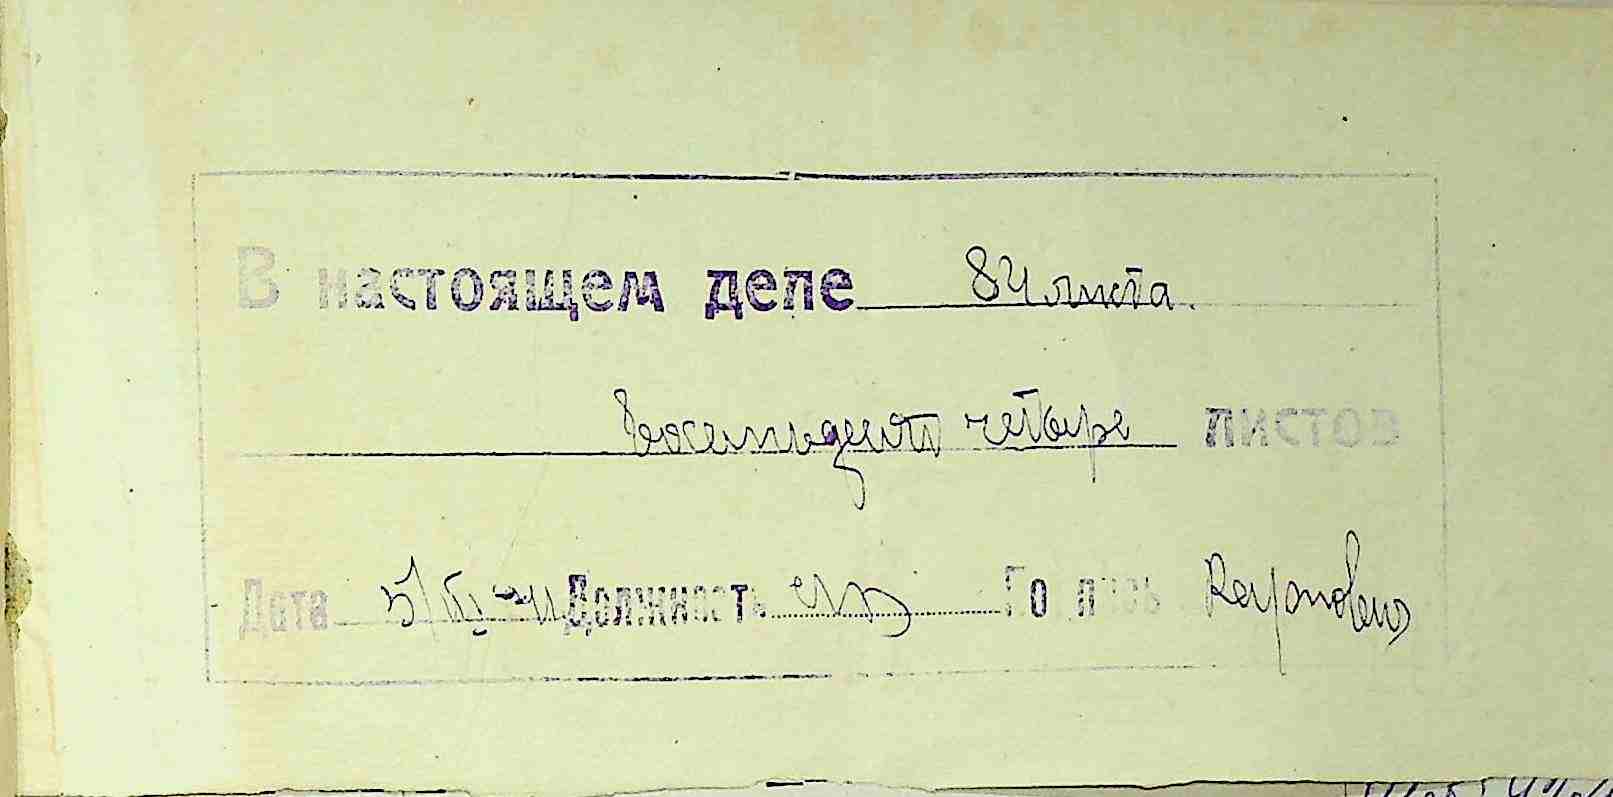 В настоящем деле 84 листа.
восемьдесят четыре листов
Дата Должность Подпись